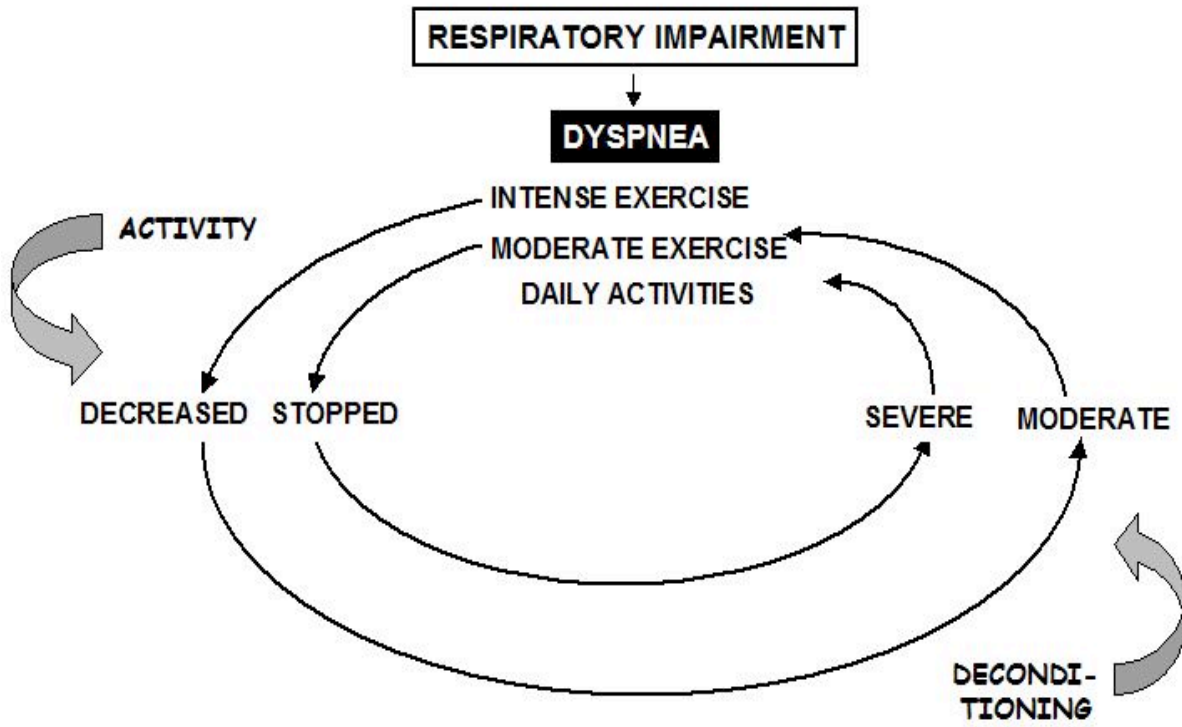 RESPIRATORY IMPAIRMENT
DYSPNEA
INTENSE EXERCISE
ACTIVITY
MODERATE EXERCISE
DAILY ACTIVITIES
DECREASED STOPPED SEVERE MODERATE
DECONDI-
TIONING